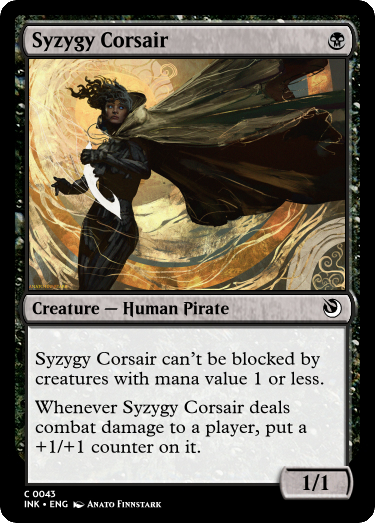 Syzygy Corsair
Creature — Human Pirate
Syzygy Corsair can't be blocked by
creatures with mana value 1 or less.
Whenever Syzygy Corsair deals
combat damage to a player, put a
+1/+1 counter on it.
1/1
C 0043
INK • ENG Anato Finnstark